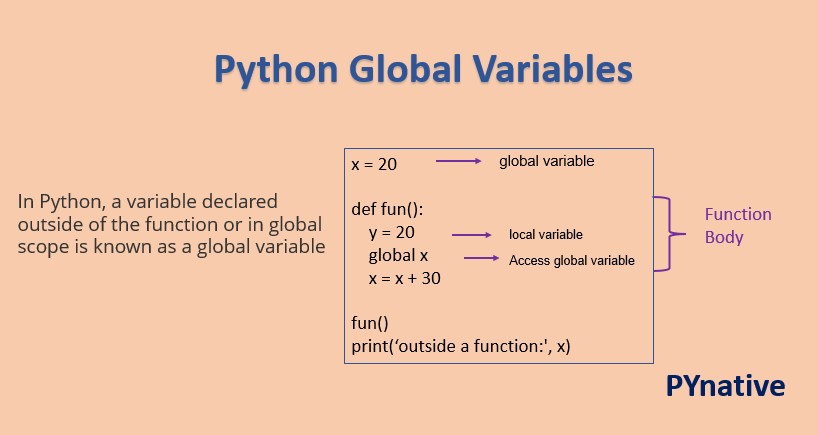 Python Global Variables
In Python, a variable declared
outside of the function or in global
scope is known as a global variable
x = 20 global variable
def fun():
y = 20 local variable
global x Access global variable
x = x + 30
fun()
print(‘outside a function:', x)
Function
Body
PYnative